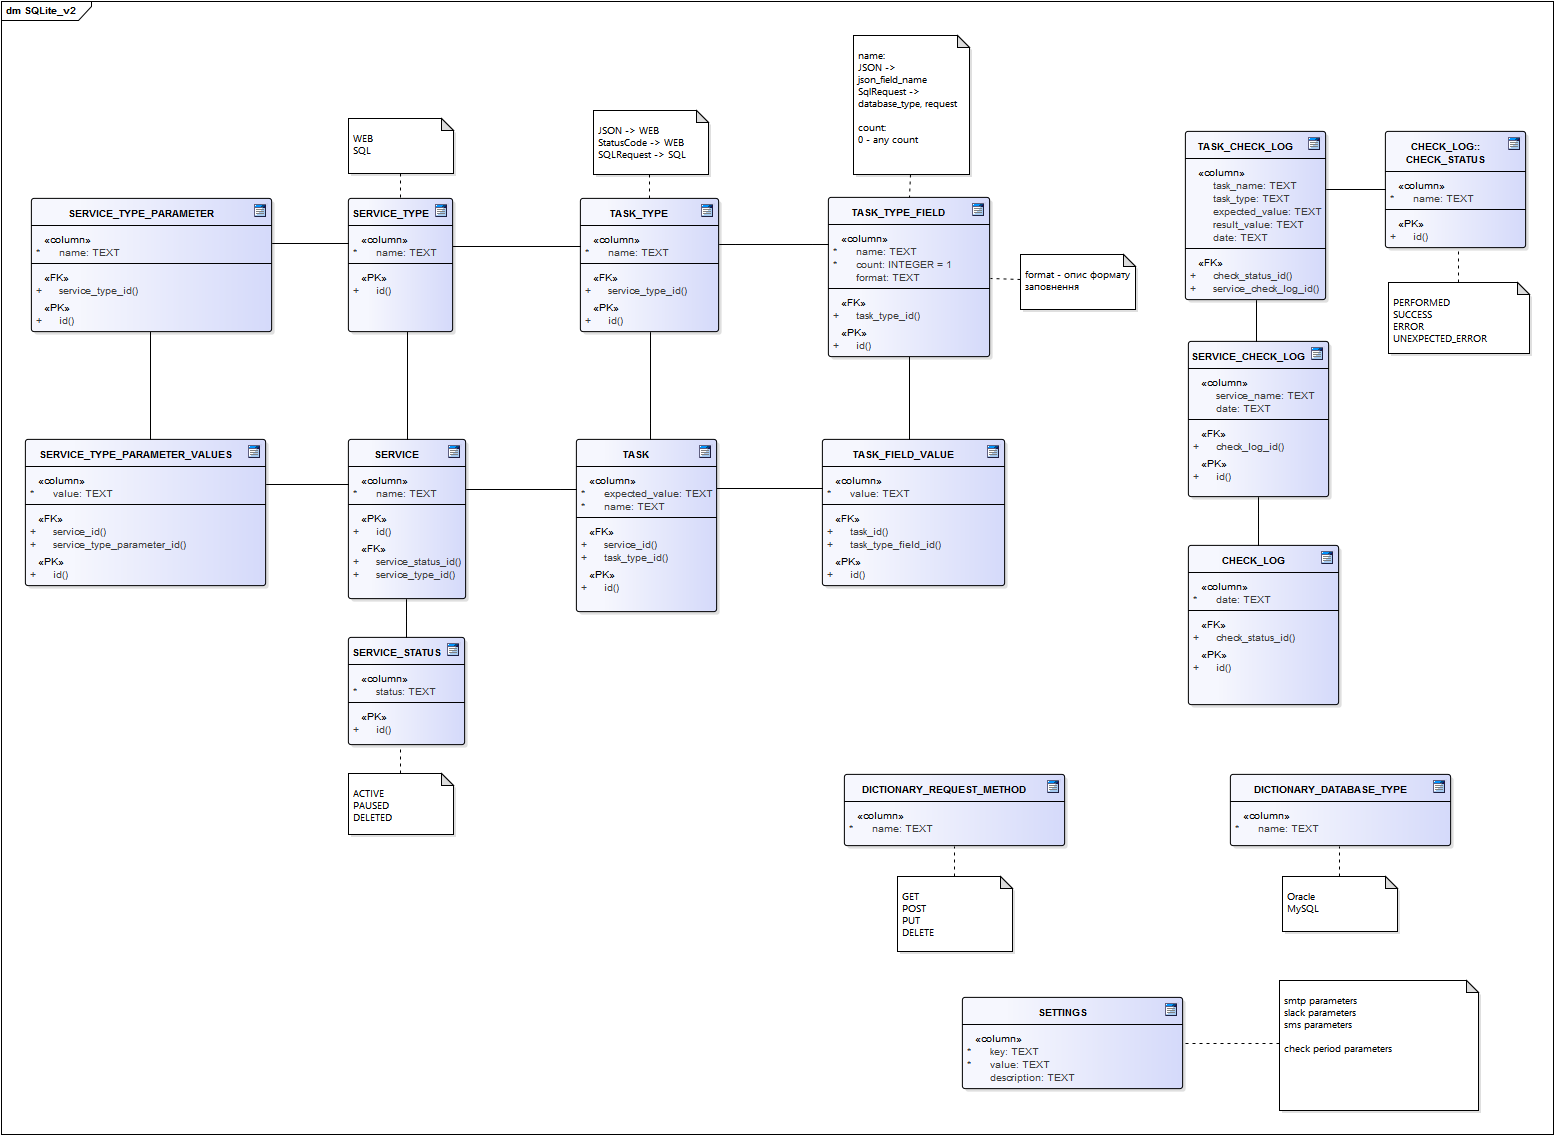 dm SQLite_v2
name:
JSON ->
json_field_name
SqlRequest ->
database_type, request
count:
0 - any count
WEB
SQL
JSON -> WEB
StatusCode -> WEB
SQLRequest -> SQL
SERVICE_TYPE_PARAMETER
«column»
* name: TEXT
«FK»
+ service_type_id()
«PK»
+ id()
SERVICE_TYPE
«column»
* name: TEXT
«PK»
+ id()
TASK_TYPE
«column»
* name: TEXT
«FK»
+ service_type_id()
«PK»
+ id()
TASK_TYPE_FIELD
«column»
* name: TEXT
* count: INTEGER = 1
format: TEXT
«FK»
+ task_type_id()
«PK»
+ id()
format - опис формату
заповнення
TASK_CHECK_LOG
«column»
task_name: TEXT
task_type: TEXT
expected_value: TEXT
result_value: TEXT
date: TEXT
«FK»
+ check_status_id()
+ service_check_log_id()
CHECK_LOG::
CHECK_STATUS
«column»
* name: TEXT
«PK»
+ id()
PERFORMED
SUCCESS
ERROR
UNEXPECTED_ERROR
SERVICE_CHECK_LOG
«column»
service_name: TEXT
date: TEXT
«FK»
+ check_log_id()
«PK»
+ id()
SERVICE_TYPE_PARAMETER_VALUES
«column»
* value: TEXT
«FK»
+ service_id()
+ service_type_parameter_id()
«PK»
+ id()
SERVICE
«column»
* name: TEXT
«PK»
+ id()
«FK»
+ service_status_id()
+ service_type_id()
TASK
«column»
* expected_value: TEXT
* name: TEXT
«FK»
+ service_id()
+ task_type_id()
«PK»
+ id()
TASK_FIELD_VALUE
«column»
* value: TEXT
«FK»
+ task_id()
+ task_type_field_id()
«PK»
+ id()
CHECK_LOG
«column»
* date: TEXT
«FK»
+ check_status_id()
«PK»
+ id()
SERVICE_STATUS
«column»
* status: TEXT
«PK»
+ id()
ACTIVE
PAUSED
DELETED
DICTIONARY_REQUEST_METHOD
«column»
* name: TEXT
GET
POST
PUT
DELETE
DICTIONARY_DATABASE_TYPE
«column»
* name: TEXT
Oracle
MySQL
SETTINGS
«column»
* key: TEXT
* value: TEXT
description: TEXT
smtp parameters
slack parameters
sms parameters
check period parameters